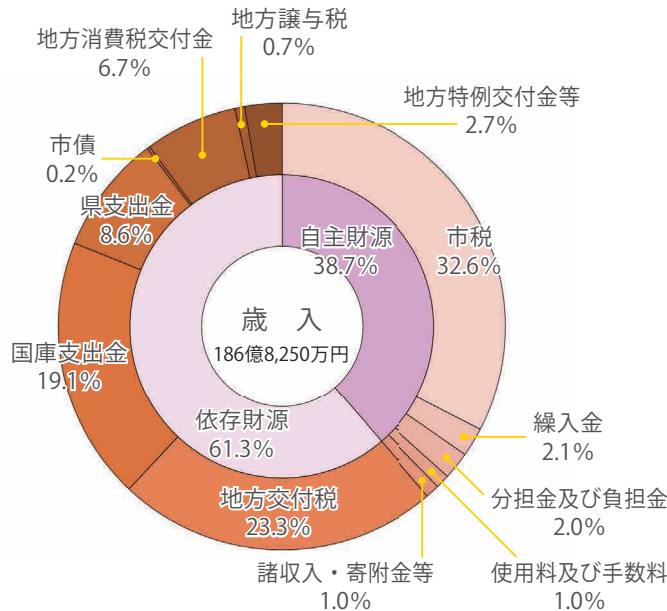 地方譲与税
0.7%
地方消費税交付金
6.7%
地方特例交付金等
2.7%
市債
0.2%
県支出金
8.6%
自主財源
38.7%
市税
32.6%
歳　入
186億8,250万円
国庫支出金
19.1%
依存財源
61.3%
繰入金
2.1%
地方交付税
23.3%
分担金及び負担金
2.0%
諸収入・寄附金等
1.0%
使用料及び手数料
1.0%